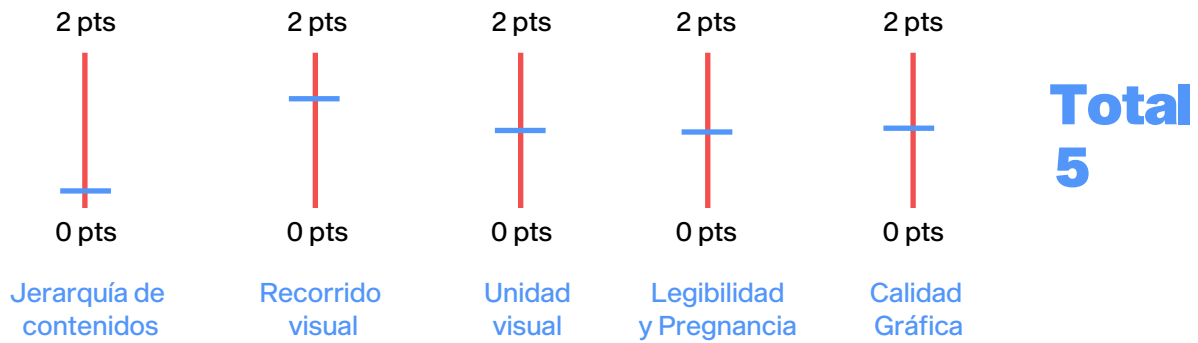 2 pts 2 pts 2 pts 2 pts 2 pts
Total
5
0 pts 0 pts 0 pts 0 pts 0 pts
Jerarquía de
contenidos
Recorrido
visual
Unidad
visual
Legibilidad
y Pregnancia
Calidad
Gráfica